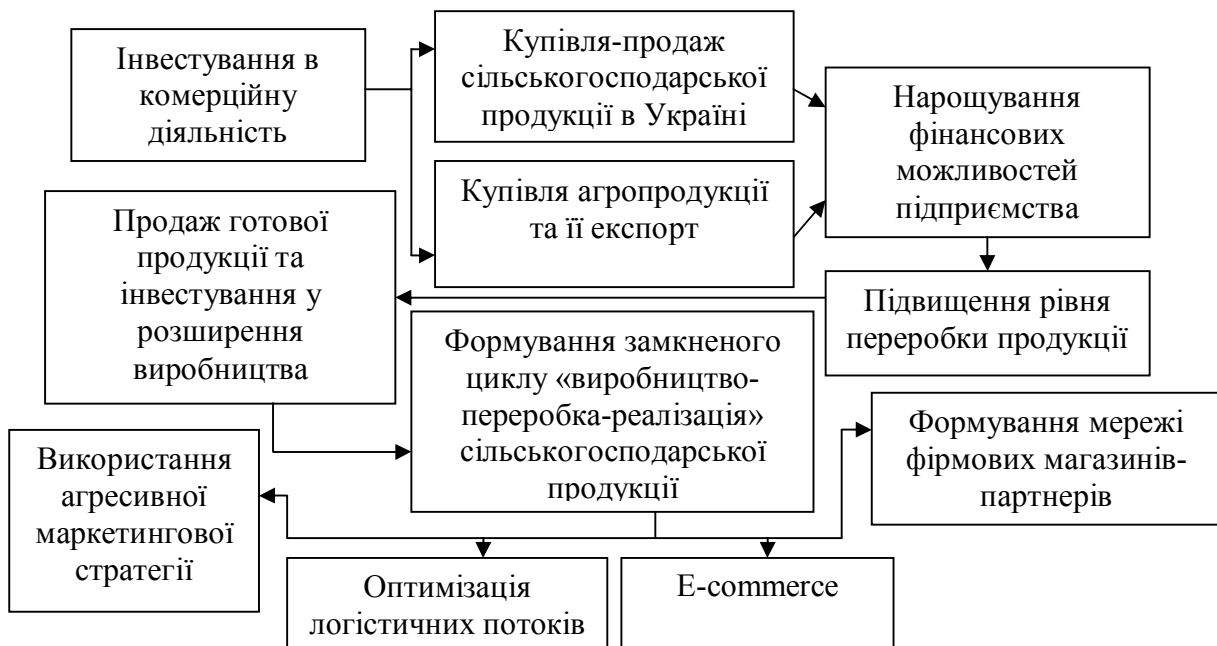 Інвестування в
комерційну
діяльність
Купівля-продаж
сільськогосподарської
продукції в Україні
Купівля агропродукції
та її експорт
Нарощування
фінансових
можливостей
підприємства
Підвищення рівня
переробки продукції
Продаж готової
продукції та
інвестування у
розширення
виробництва
Формування замкненого
циклу «виробництво-
переробка-реалізація»
сільськогосподарської
продукції
Використання
агресивної
маркетингової
стратегії
Оптимізація
логістичних потоків
E-commerce
Формування мережі
фірмових магазинів-
партнерів